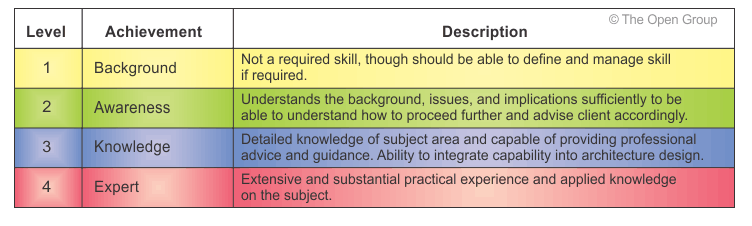 © The Open Group
Level Achievement Description
1 Background Not a required skill, though should be able to define and manage skill
if required.
2 Awareness Understands the background, issues, and implications sufficiently to be
able to understand how to proceed further and advise client accordingly.
3 Knowledge Detailed knowledge of subject area and capable of providing professional
advice and guidance. Ability to integrate capability into architecture design.
4 Expert Extensive and substantial practical experience and applied knowledge
on the subject.